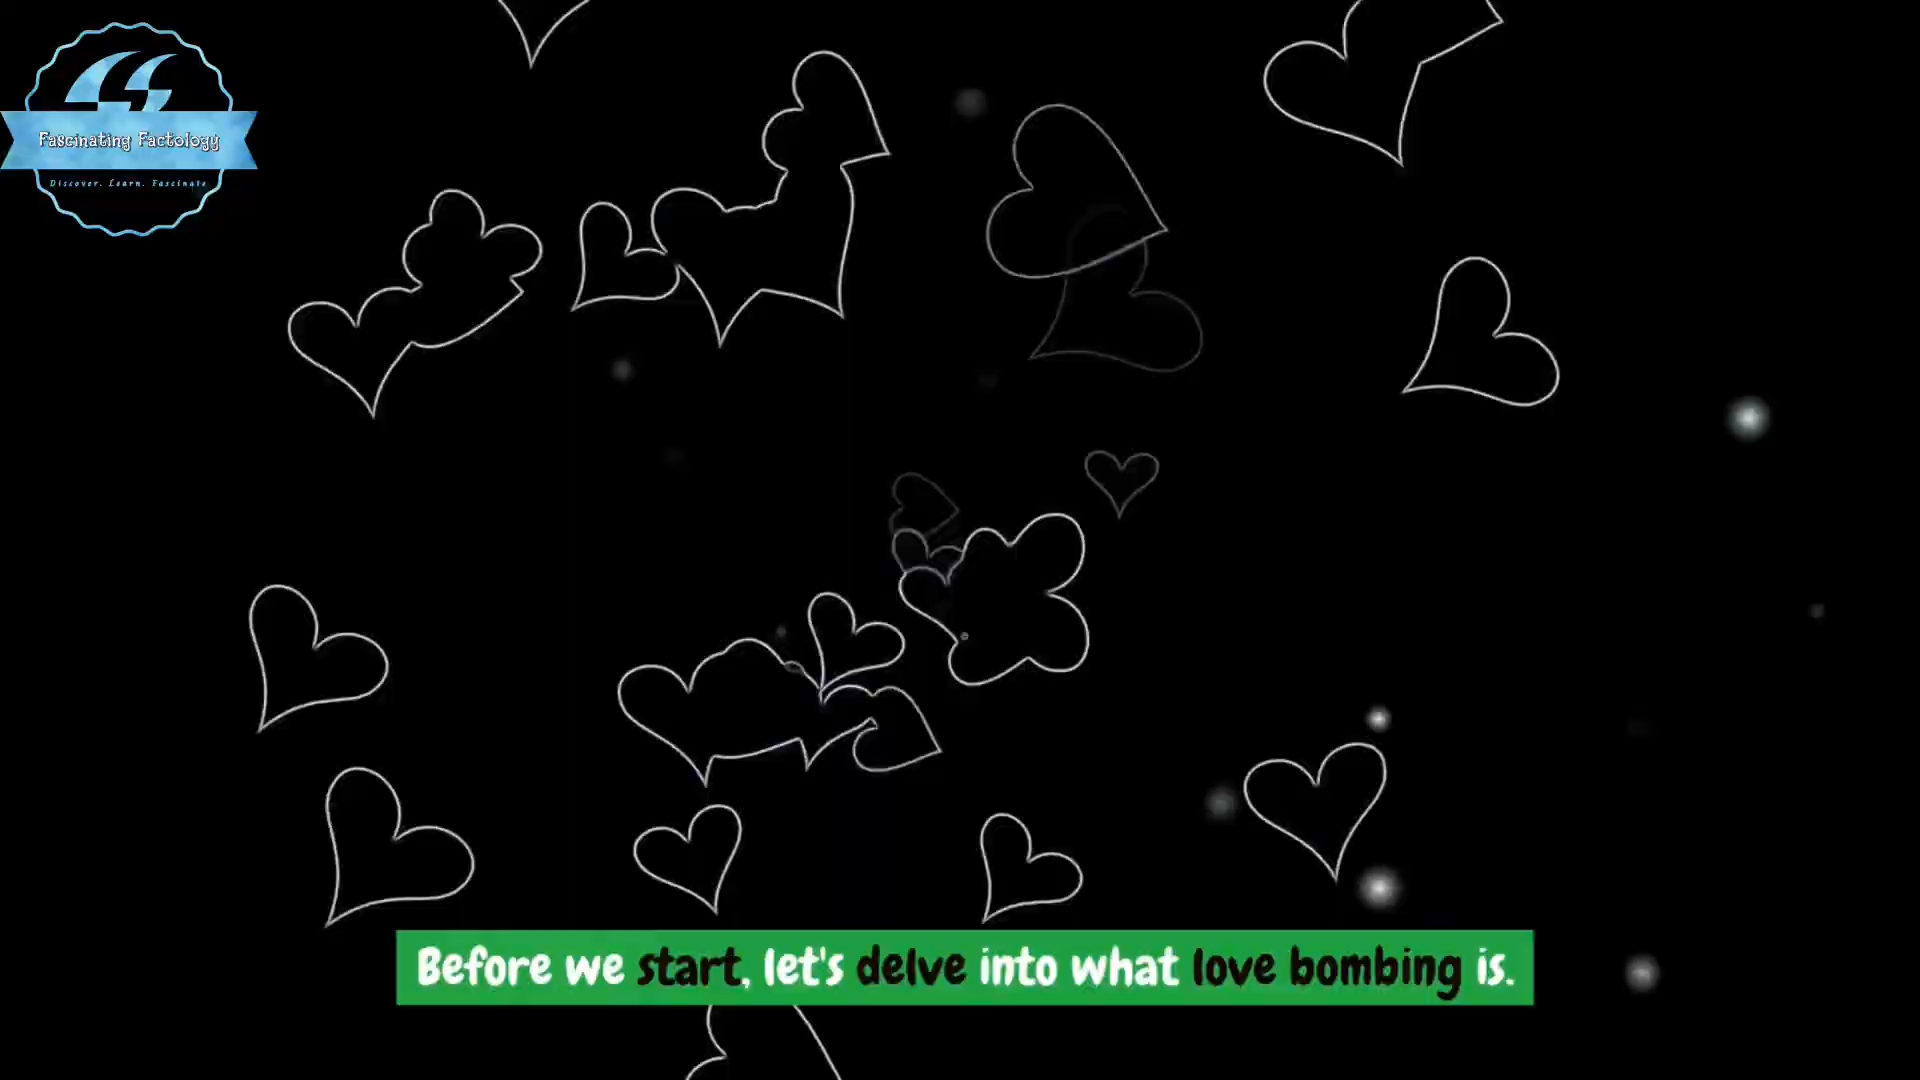 Fascinating Factology
Discover. Learn. Fascinate
Before we start, let's delve into what love bombing is.